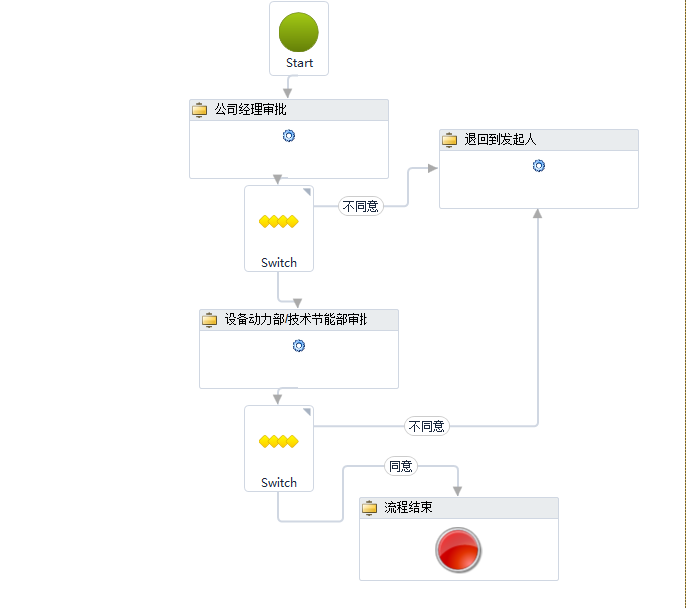 Start
公司经理审批
退回到发起人
不同意
Switch
设备动力部/技术节能部审批
不同意
Switch
同意
流程结束